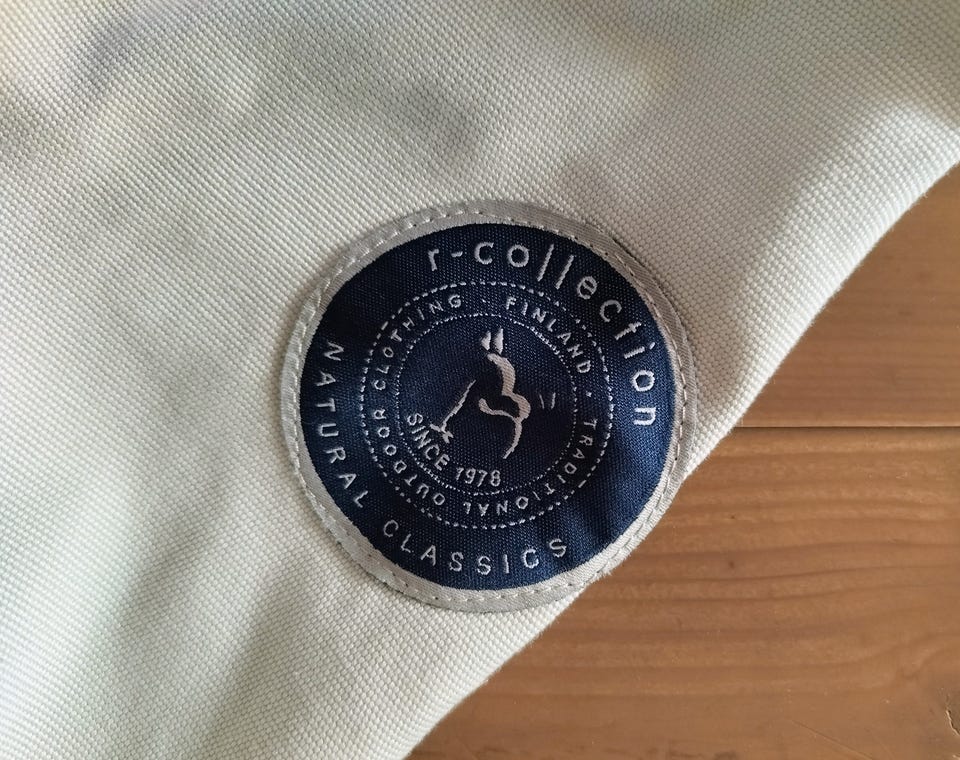 r-collection
NATURAL CLASSICS
TRADITIONAL OUTDOOR CLOTHING · FINLAND ·
SINCE 1978